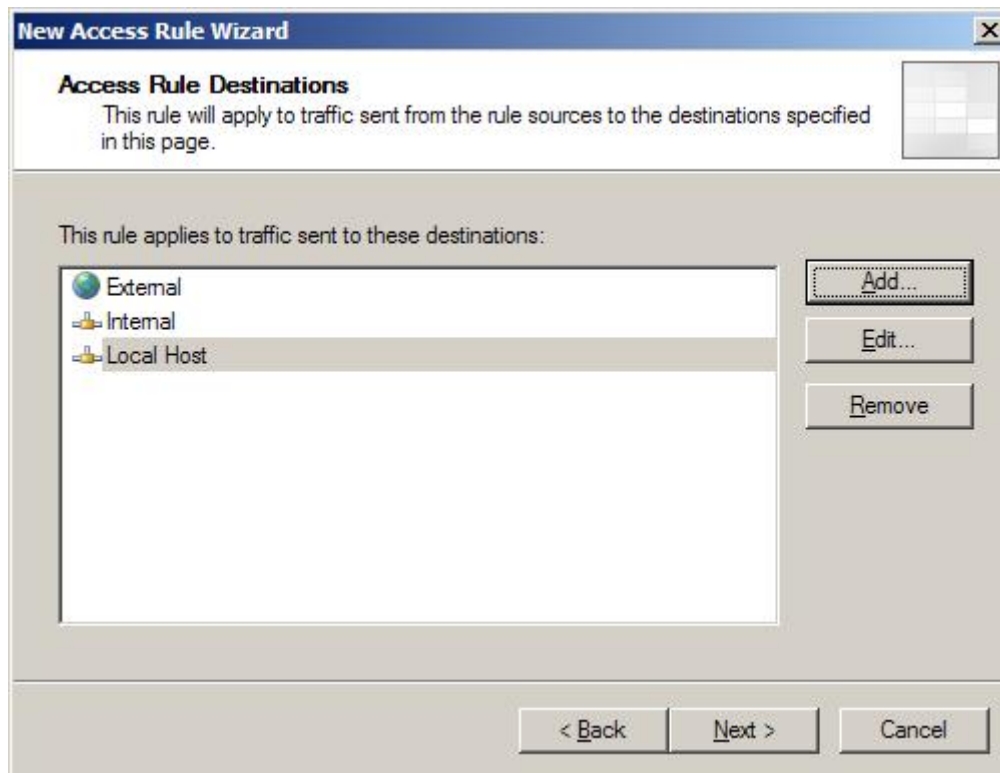 New Access Rule Wizard
Access Rule Destinations
This rule will apply to traffic sent from the rule sources to the destinations specified
in this page.
This rule applies to traffic sent to these destinations:
External
Internal
Local Host
Add...
Edit...
Remove
< Back
Next >
Cancel